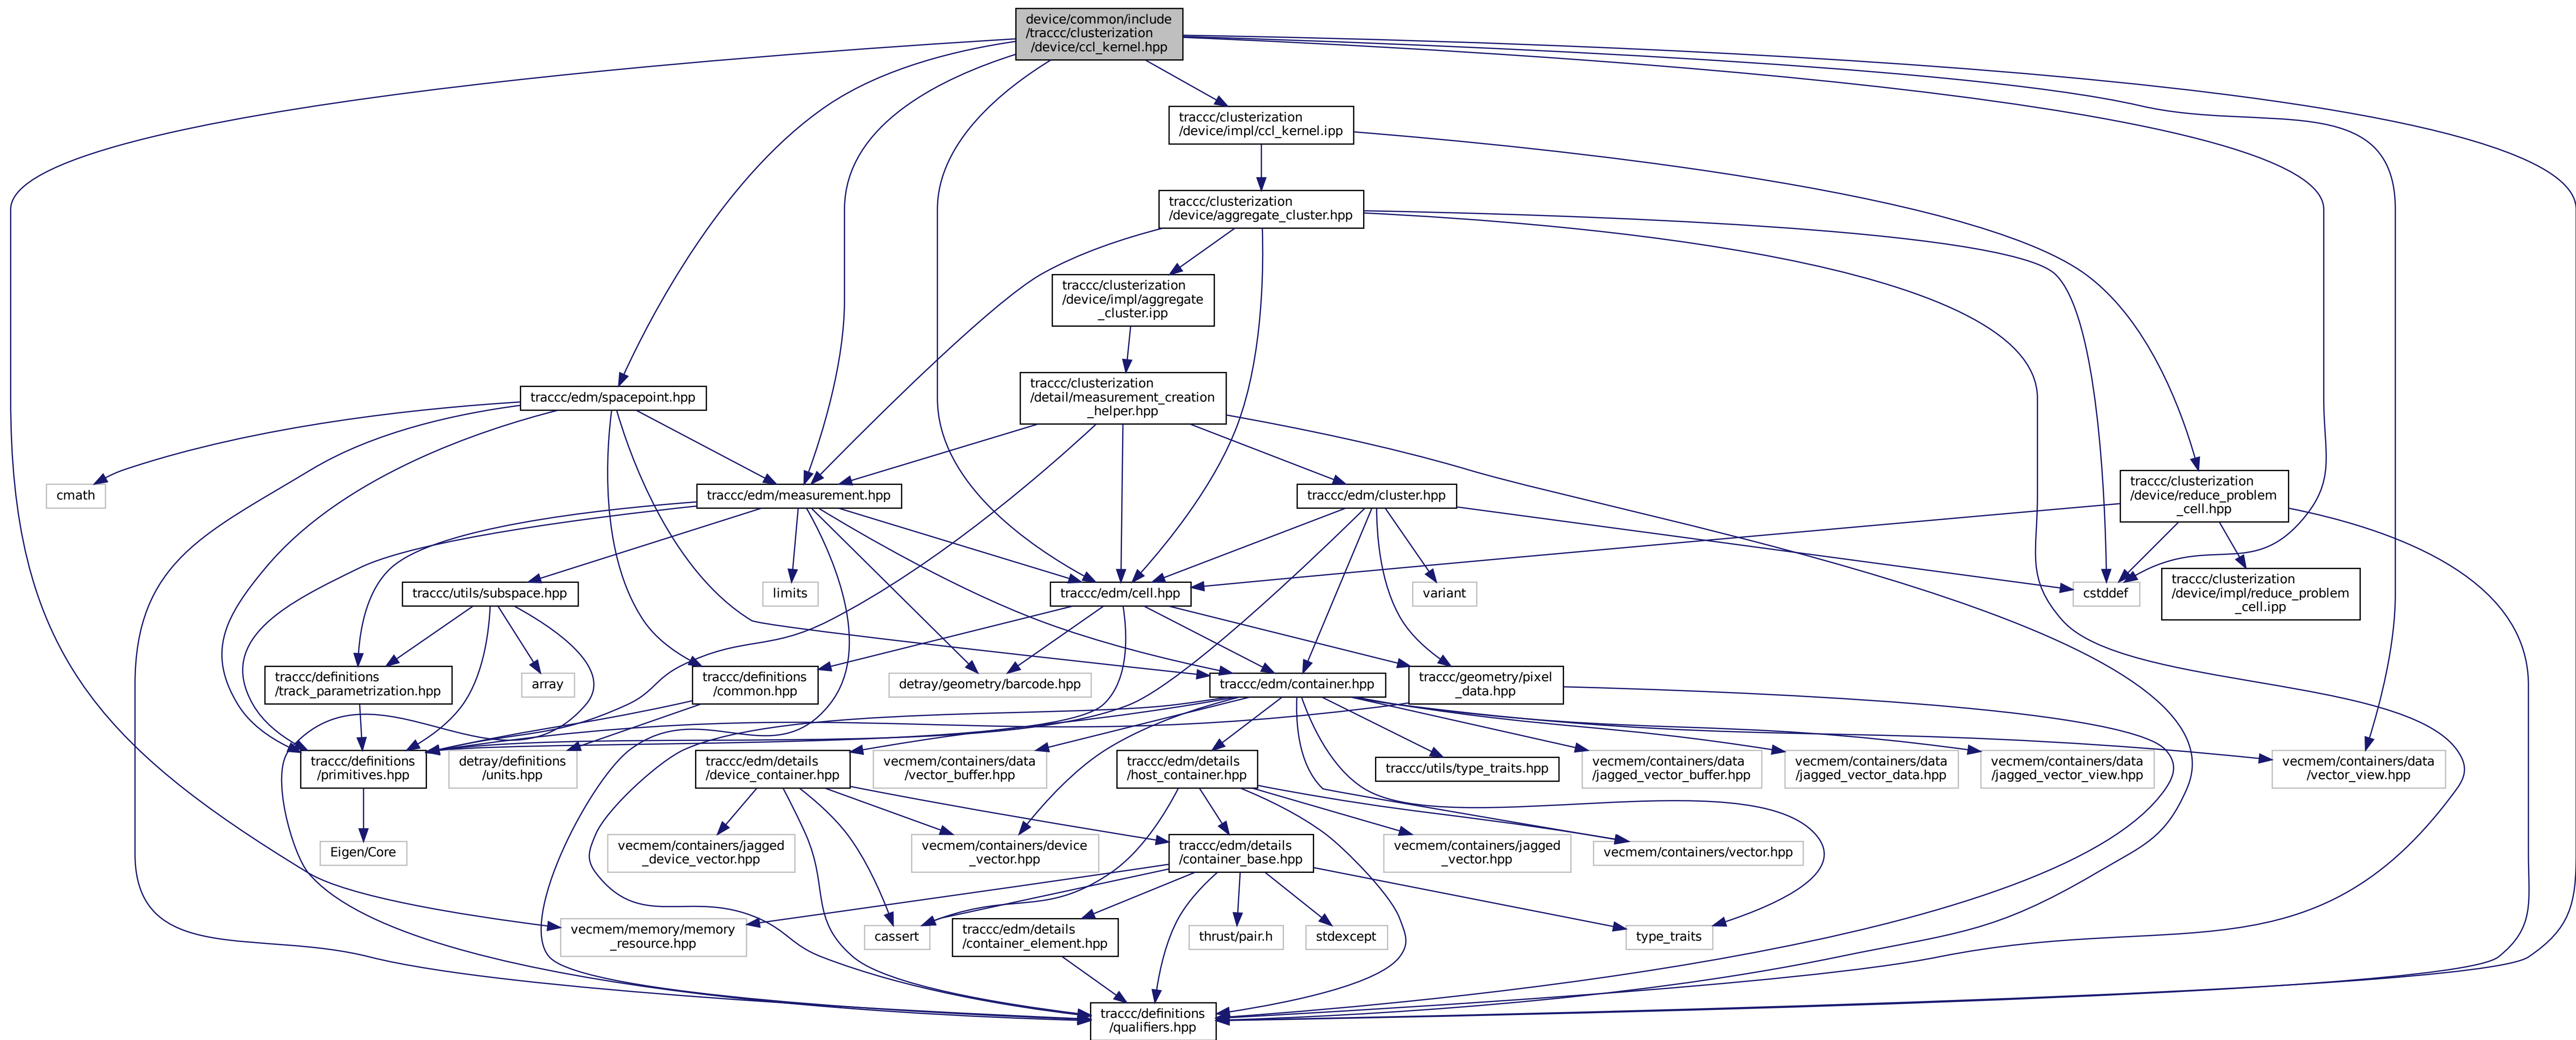 device/common/include
/traccc/clusterization
/device/ccl_kernel.hpp
traccc/clusterization
/device/impl/ccl_kernel.ipp
traccc/clusterization
/device/aggregate_cluster.hpp
traccc/clusterization
/device/impl/aggregate
_cluster.ipp
traccc/clusterization
/detail/measurement_creation
_helper.hpp
traccc/edm/spacepoint.hpp
cmath
traccc/edm/measurement.hpp
traccc/edm/cluster.hpp
traccc/clusterization
/device/reduce_problem
_cell.hpp
traccc/utils/subspace.hpp
limits
traccc/edm/cell.hpp
variant
cstddef
traccc/clusterization
/device/impl/reduce_problem
_cell.ipp
traccc/definitions
/track_parametrization.hpp
array
traccc/definitions
/common.hpp
detray/geometry/barcode.hpp
traccc/edm/container.hpp
traccc/geometry/pixel
_data.hpp
traccc/definitions
/primitives.hpp
detray/definitions
/units.hpp
traccc/edm/details
/device_container.hpp
vecmem/containers/data
/vector_buffer.hpp
traccc/edm/details
/host_container.hpp
traccc/utils/type_traits.hpp
vecmem/containers/data
/jagged_vector_buffer.hpp
vecmem/containers/data
/jagged_vector_data.hpp
vecmem/containers/data
/jagged_vector_view.hpp
vecmem/containers/data
/vector_view.hpp
Eigen/Core
vecmem/containers/jagged
_device_vector.hpp
vecmem/containers/device
_vector.hpp
traccc/edm/details
/container_base.hpp
vecmem/containers/jagged
_vector.hpp
vecmem/containers/vector.hpp
vecmem/memory/memory
_resource.hpp
cassert
traccc/edm/details
/container_element.hpp
thrust/pair.h
stdexcept
type_traits
traccc/definitions
/qualifiers.hpp